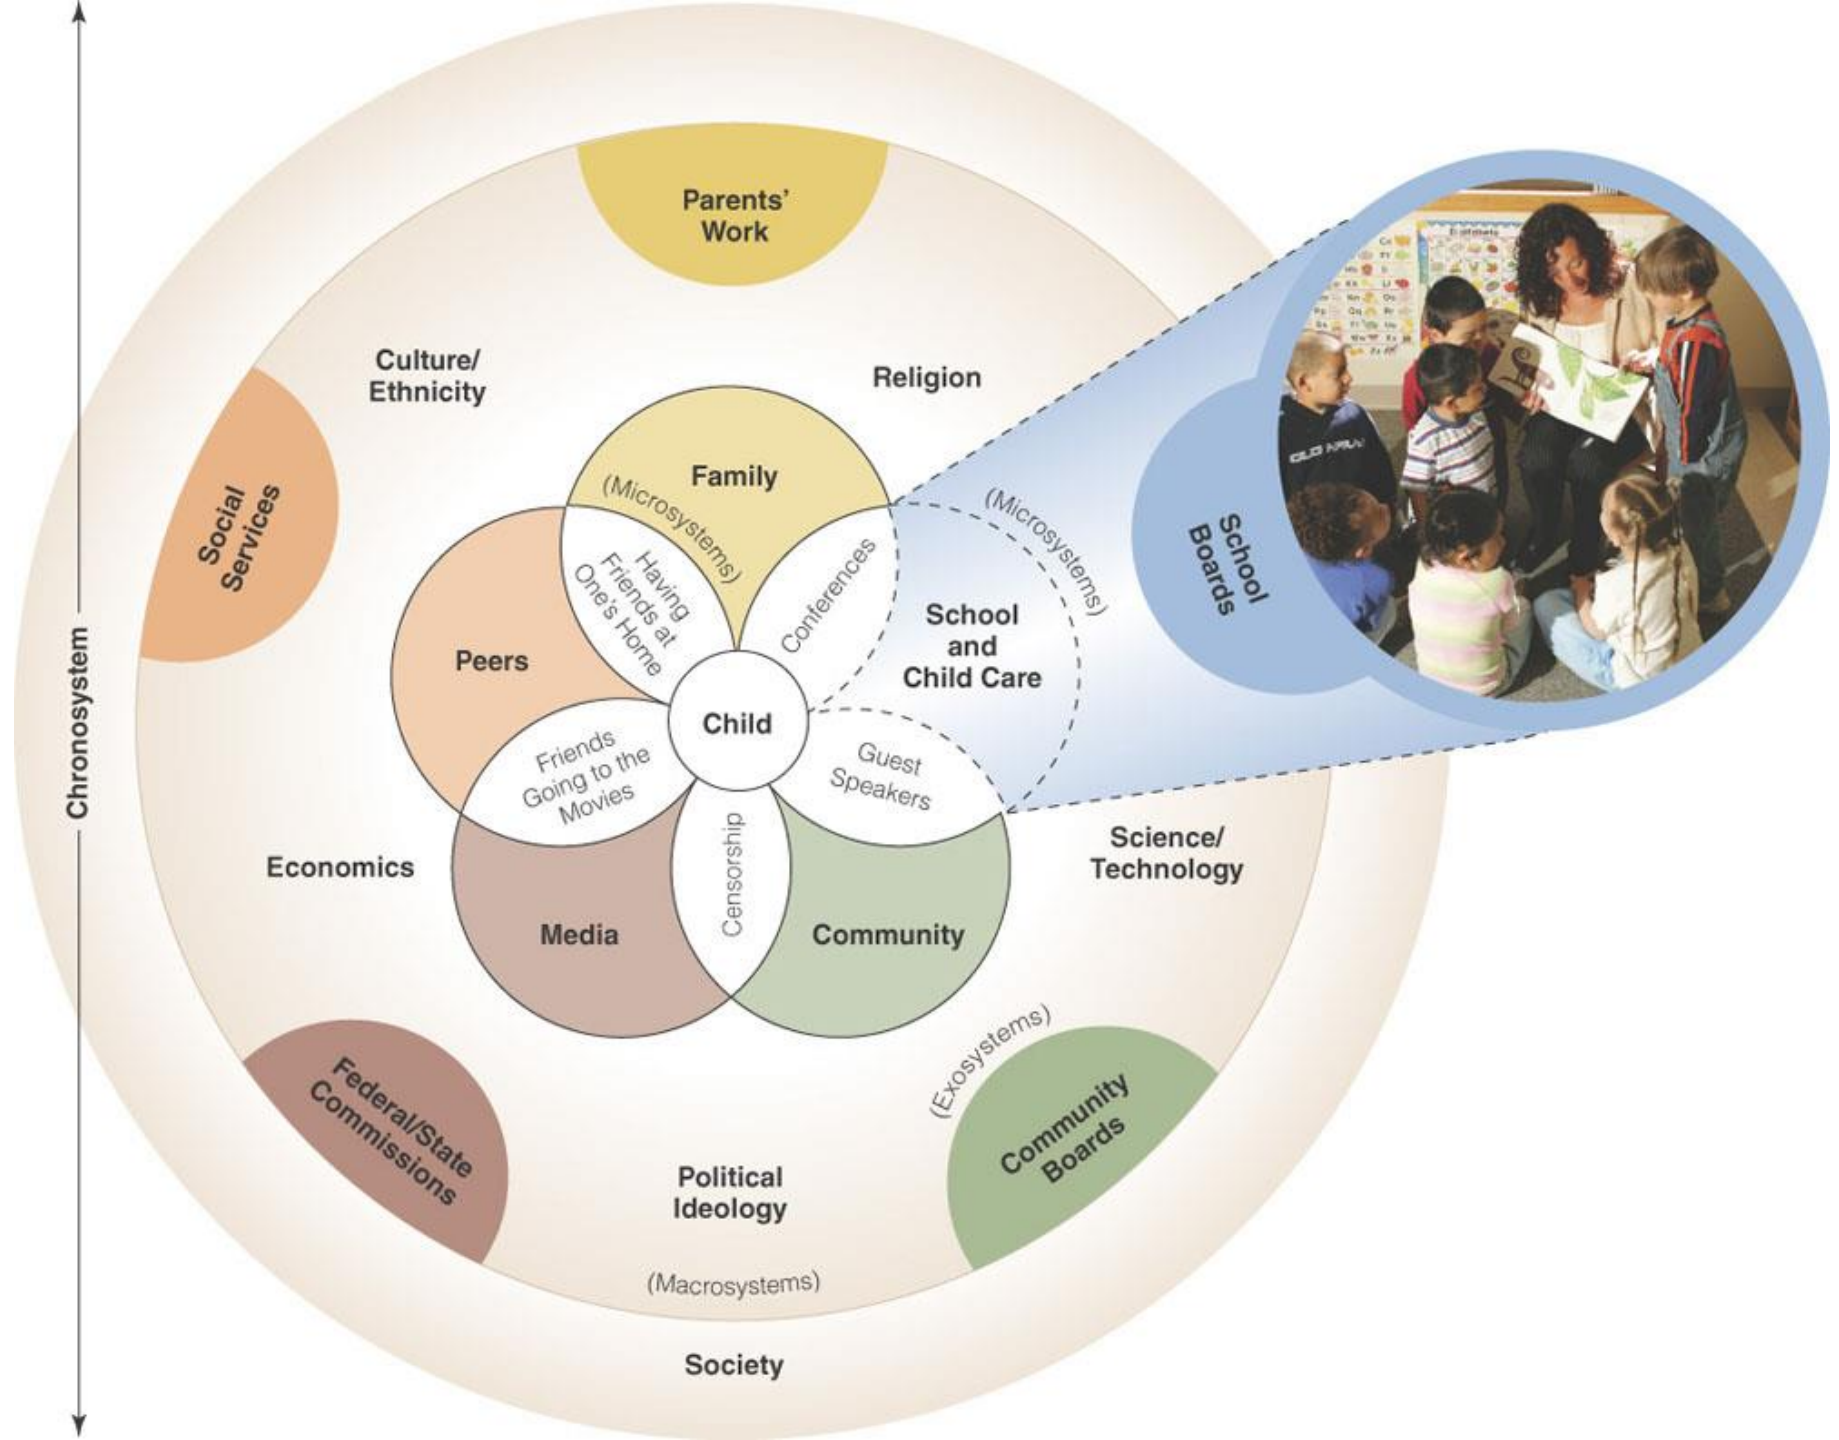 Parents'
Work
Culture/
Ethnicity
Religion
Social
Services
Family
(Microsystems)
(Microsystems)
Having
Friends at
One's Home
Conferences
School
and
Child Care
School
Boards
Peers
Child
Chronosystem
Friends
Going to the
Movies
Guest
Speakers
Censorship
Economics
Science/
Technology
Media
Community
(Exosystems)
Federal/State
Commissions
Community
Boards
Political
Ideology
(Macrosystems)
Society